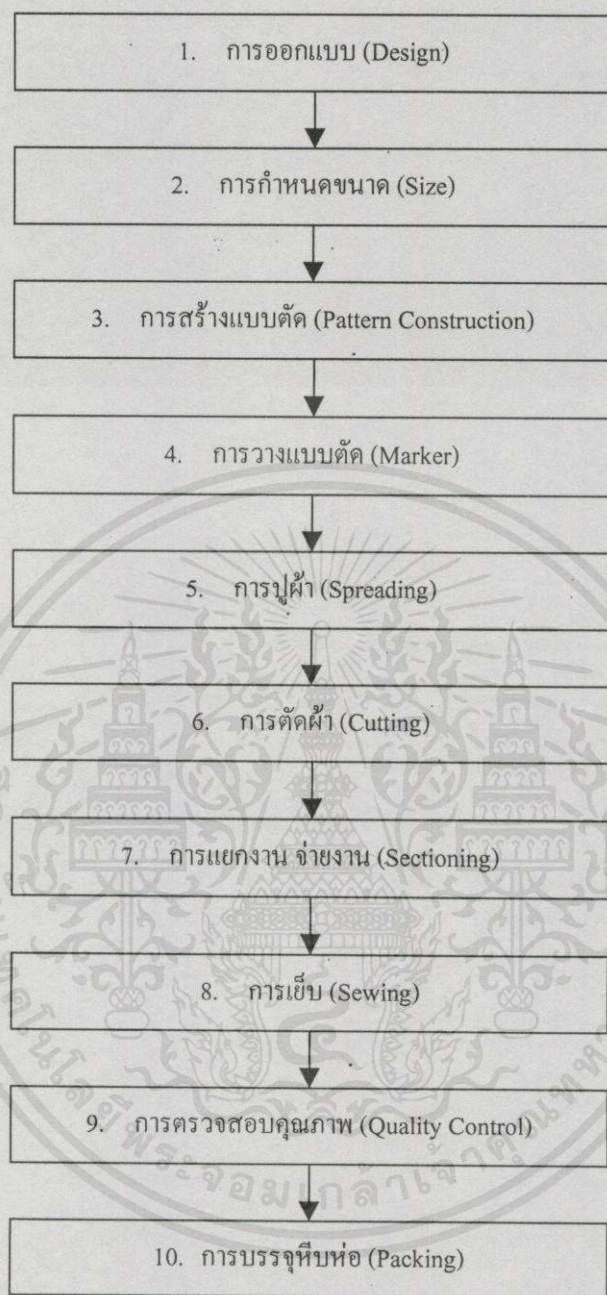 1. การออกแบบ (Design)
2. การกำหนดขนาด (Size)
3. การสร้างแบบตัด (Pattern Construction)
4. การวางแบบตัด (Marker)
5. การปูผ้า (Spreading)
6. การตัดผ้า (Cutting)
7. การแยกงาน จ่ายงาน (Sectioning)
8. การเย็บ (Sewing)
9. การตรวจสอบคุณภาพ (Quality Control)
10. การบรรจุหีบห่อ (Packing)